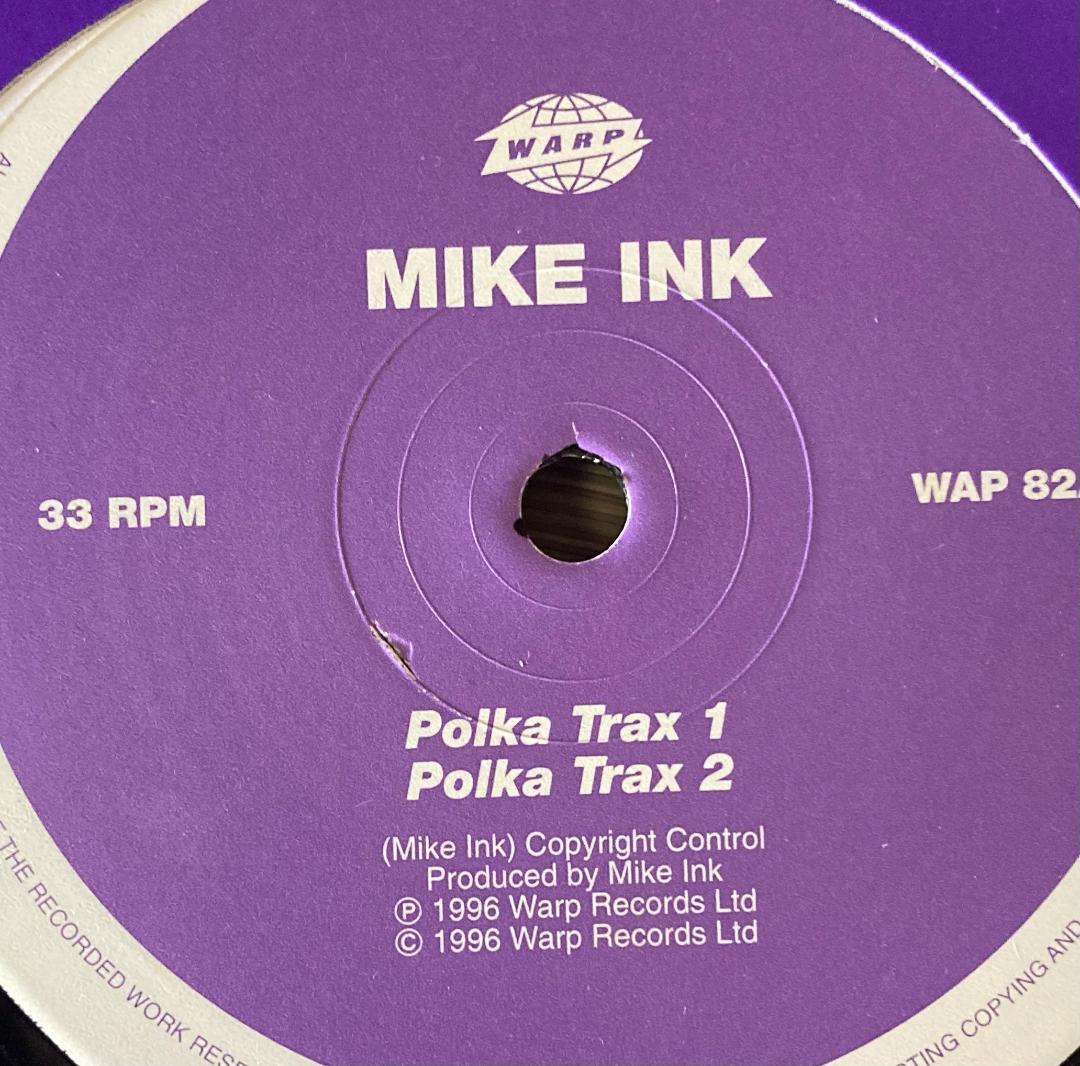 WARP
MIKE INK
33 RPM
WAP 82
Polka Trax 1
Polka Trax 2
(Mike Ink) Copyright Control
Produced by Mike Ink
℗ 1996 Warp Records Ltd
© 1996 Warp Records Ltd
THE RECORDED WORK
COPYING AND